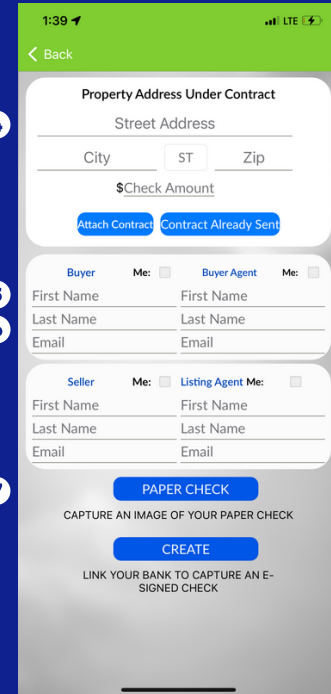 1:39 LTE
Back
Property Address Under Contract
Street Address
City ST Zip
$Check Amount
Attach Contract Contract Already Sent
Buyer Me: Buyer Agent Me:
First Name First Name
Last Name Last Name
Email Email
Seller Me: Listing Agent Me:
First Name First Name
Last Name Last Name
Email Email
PAPER CHECK
CAPTURE AN IMAGE OF YOUR PAPER CHECK
CREATE
LINK YOUR BANK TO CAPTURE AN E-
SIGNED CHECK